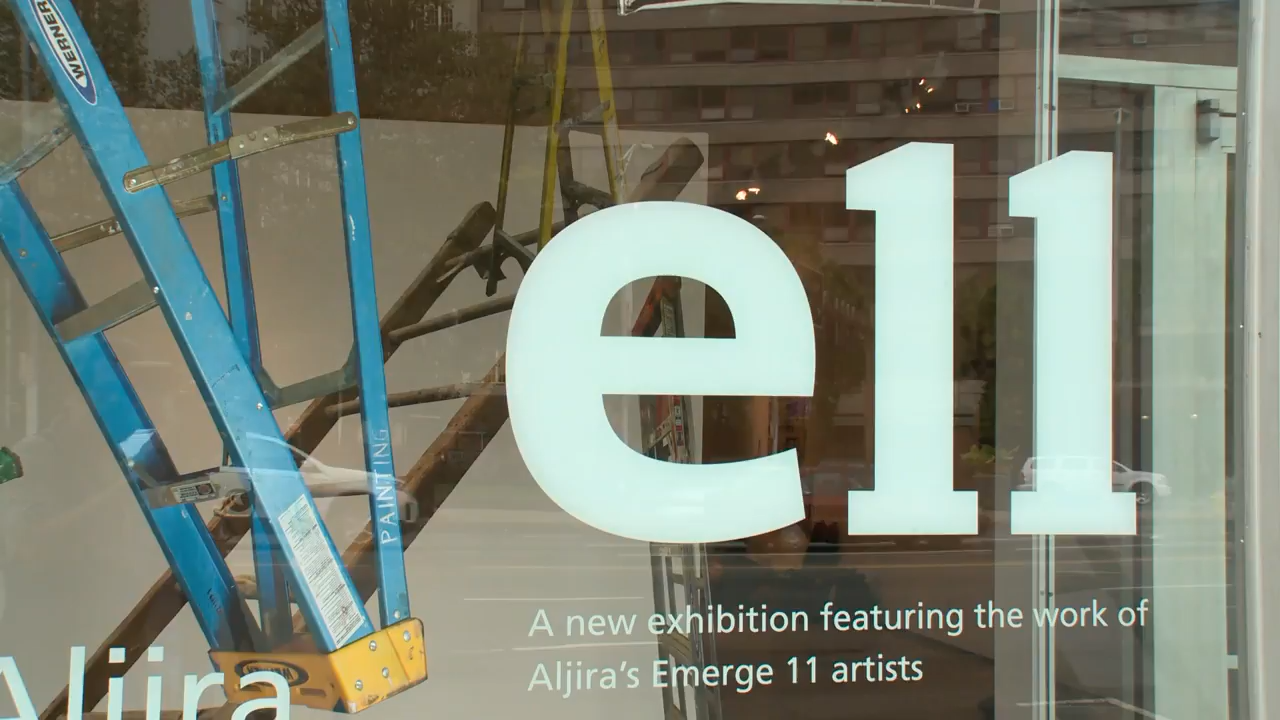 WERNER
e11
PAINTING
A new exhibition featuring the work of
Aljira's Emerge 11 artists
Aljira